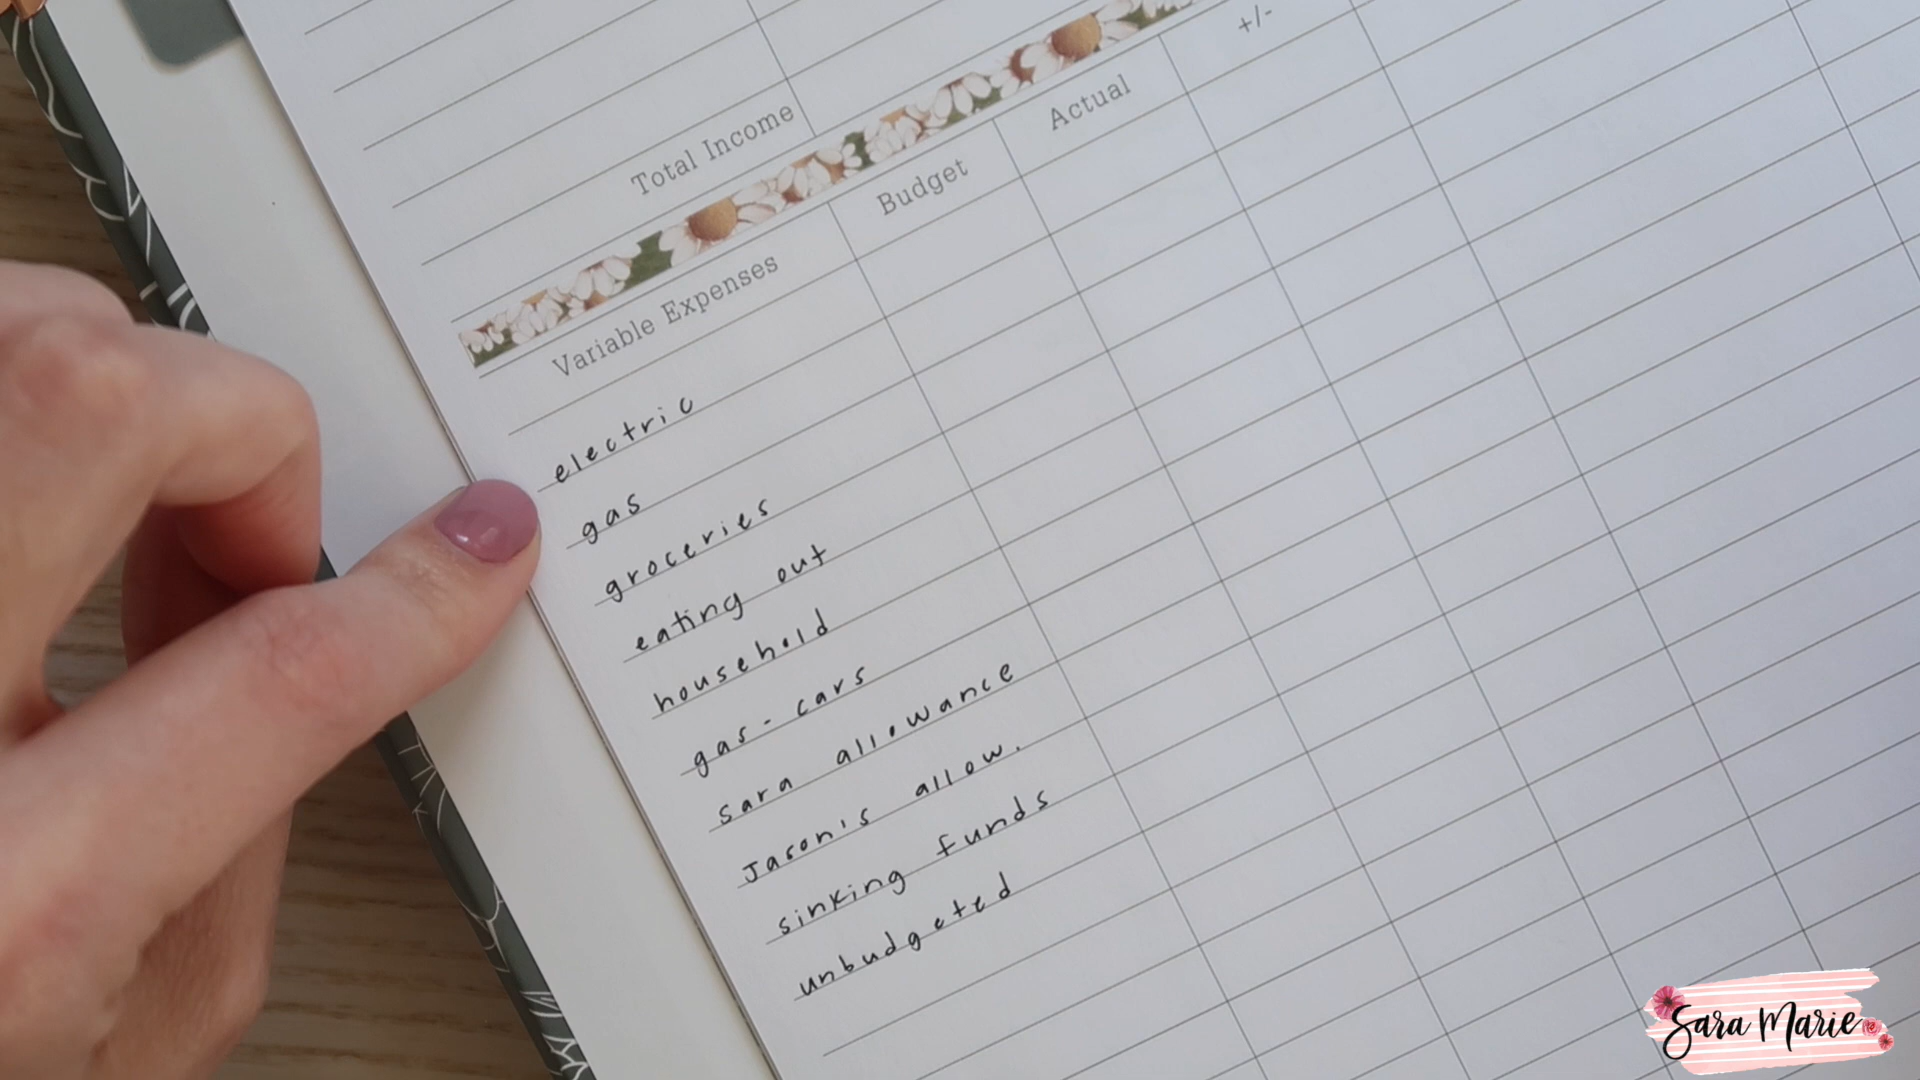 Total Income
Variable Expenses Budget Actual +/-
electric
gas
groceries
eating out
household
gas - cars
sara allowance
Jason's allow.
sinking funds
unbudgeted
Sara Marie